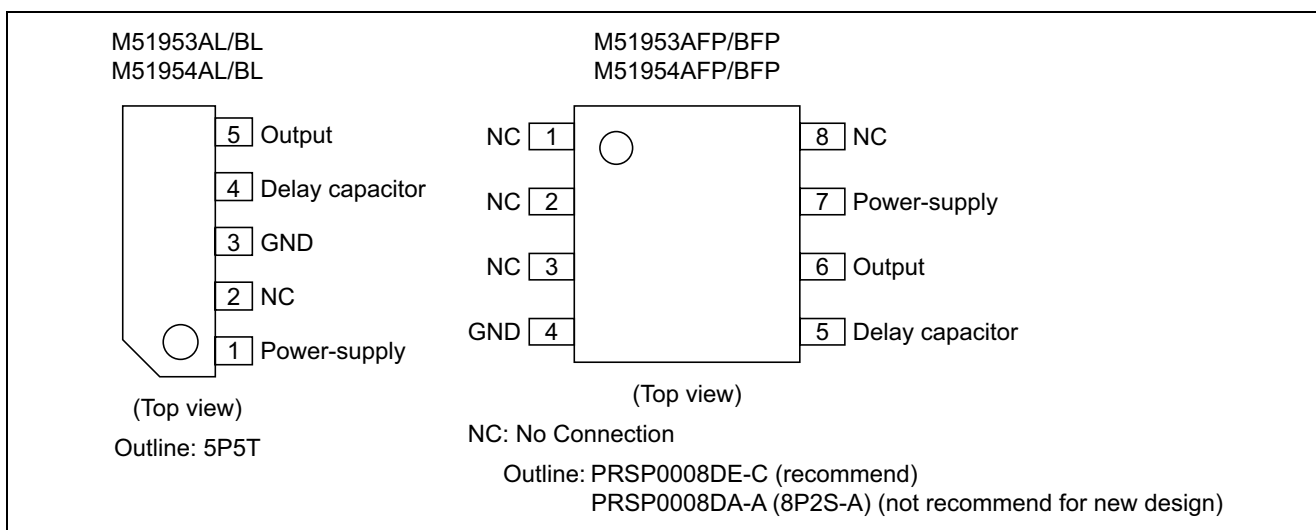 M51953AL/BL
M51954AL/BL
5 Output
4 Delay capacitor
3 GND
2 NC
1 Power-supply
(Top view)
Outline: 5P5T
M51953AFP/BFP
M51954AFP/BFP
NC 1
NC 2
NC 3
GND 4
8 NC
7 Power-supply
6 Output
5 Delay capacitor
(Top view)
NC: No Connection
Outline: PRSP0008DE-C (recommend)
PRSP0008DA-A (8P2S-A) (not recommend for new design)